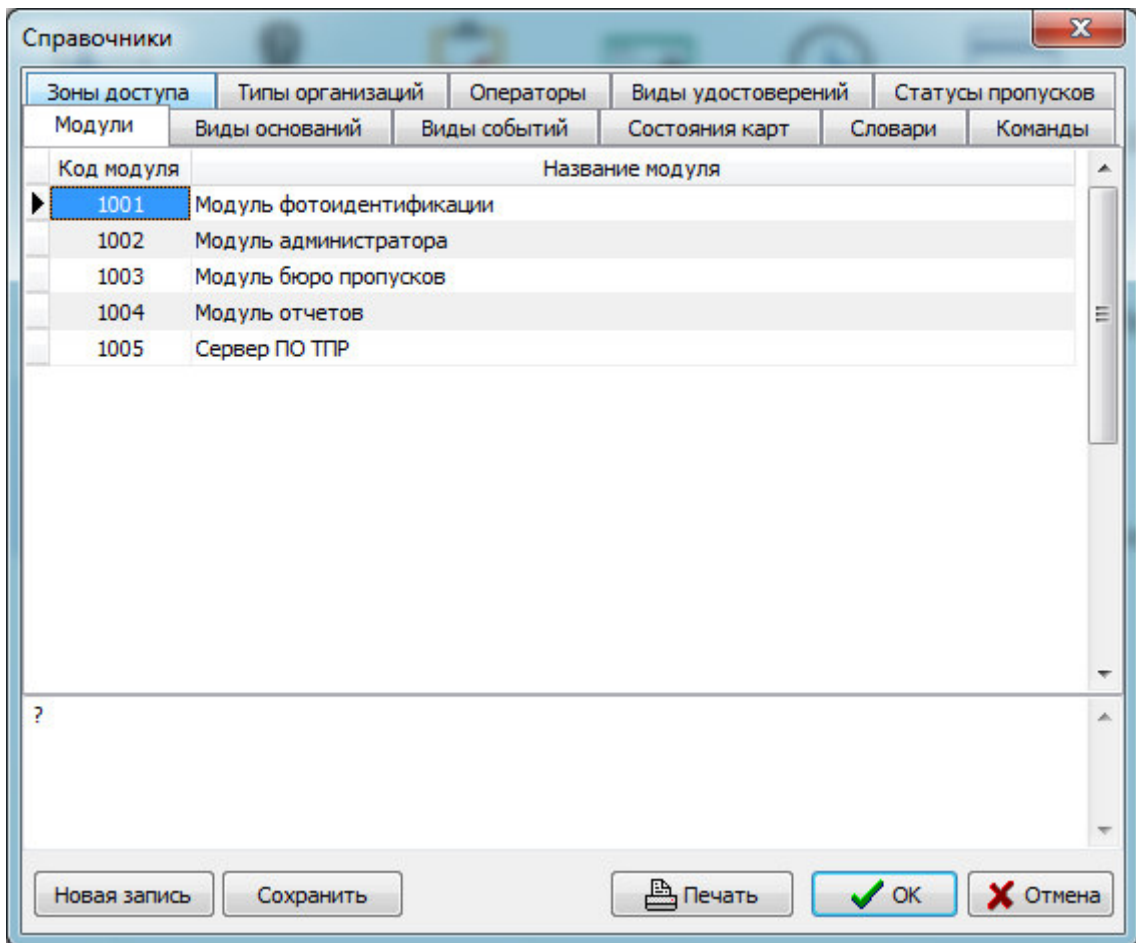 Справочники
Зоны доступа Типы организаций Операторы Виды удостоверений Статусы пропусков
Модули Виды оснований Виды событий Состояния карт Словари Команды
Код модуля Название модуля
1001 Модуль фотоидентификации
1002 Модуль администратора
1003 Модуль бюро пропусков
1004 Модуль отчетов
1005 Сервер ПО ТПР
?
Новая запись Сохранить Печать OK Отмена